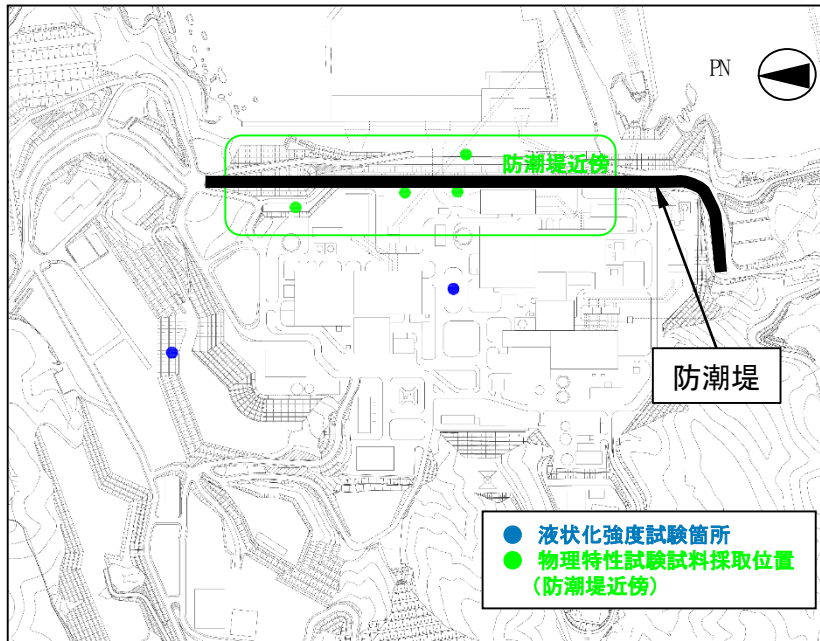 PN
防潮堤近傍
防潮堤
液状化強度試験箇所
物理特性試験試料採取位置
（防潮堤近傍）